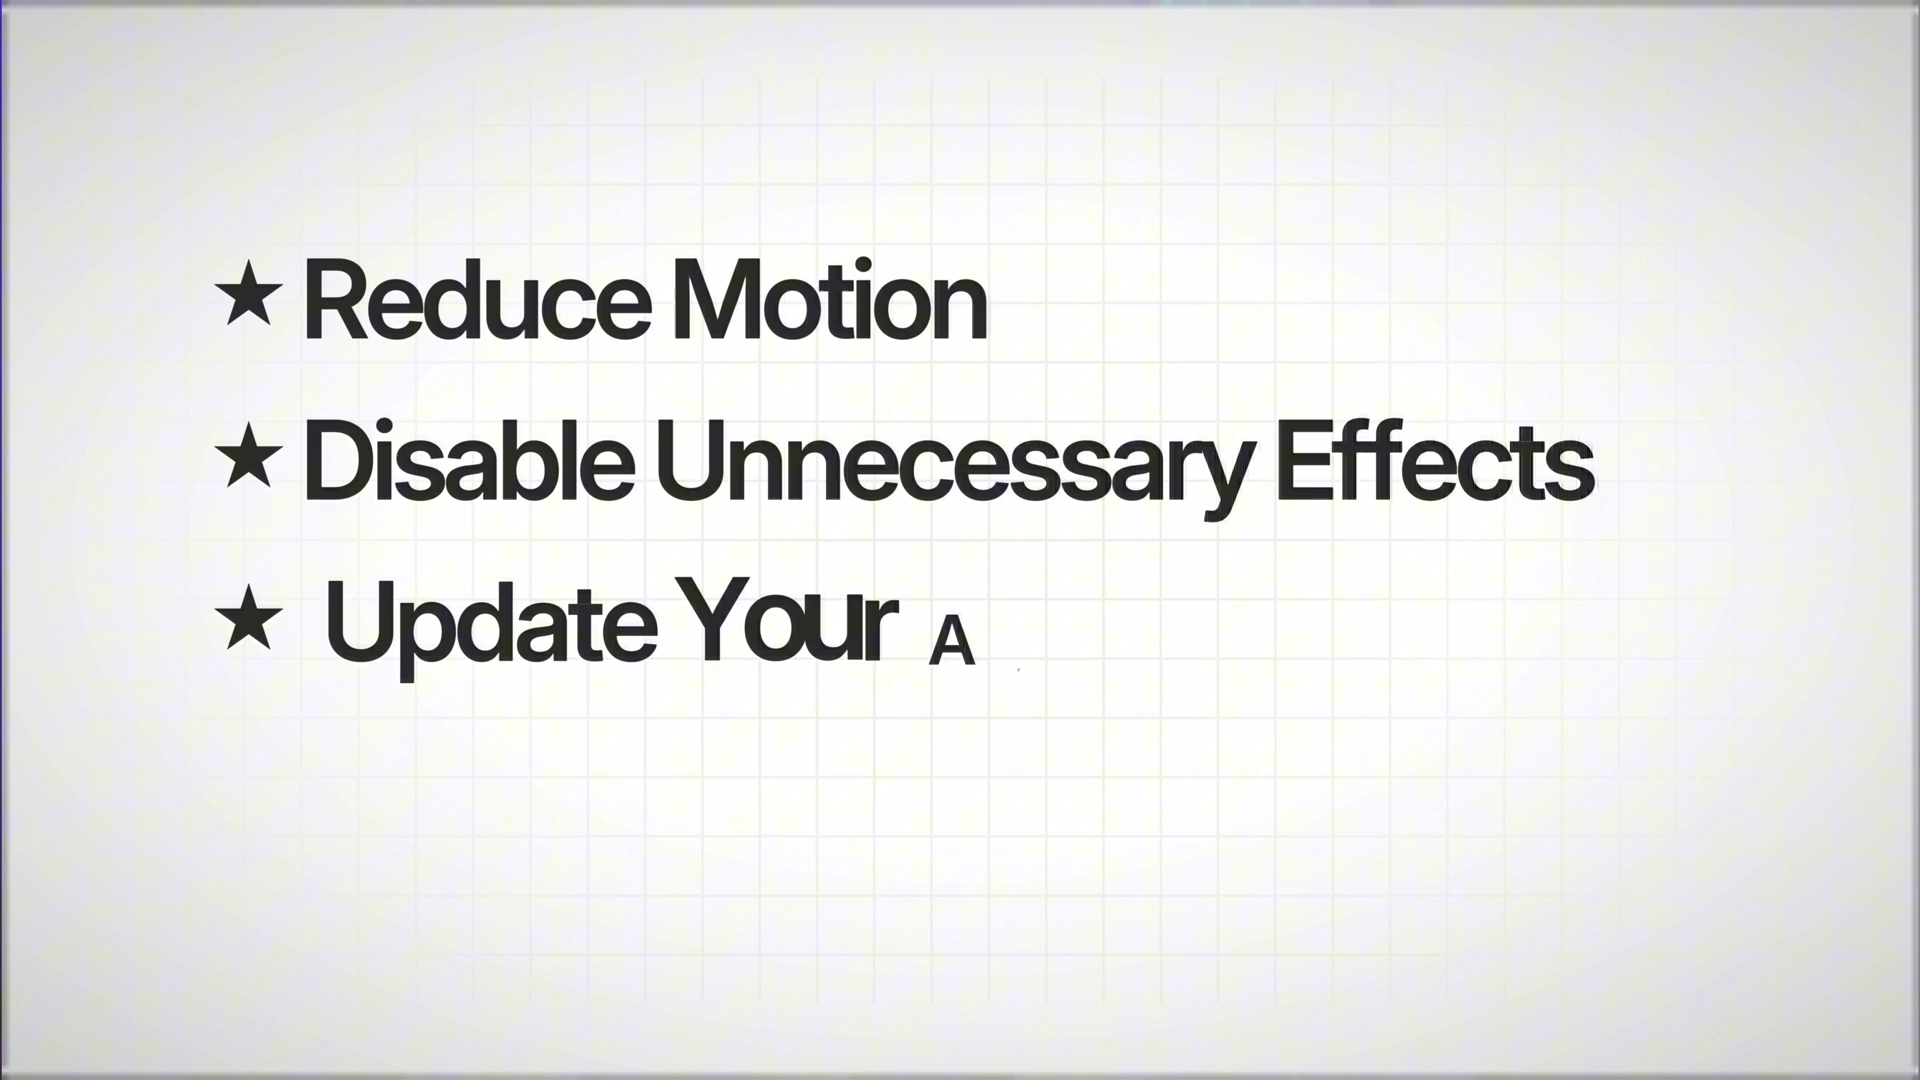 ★ Reduce Motion
★ Disable Unnecessary Effects
★ Update Your A